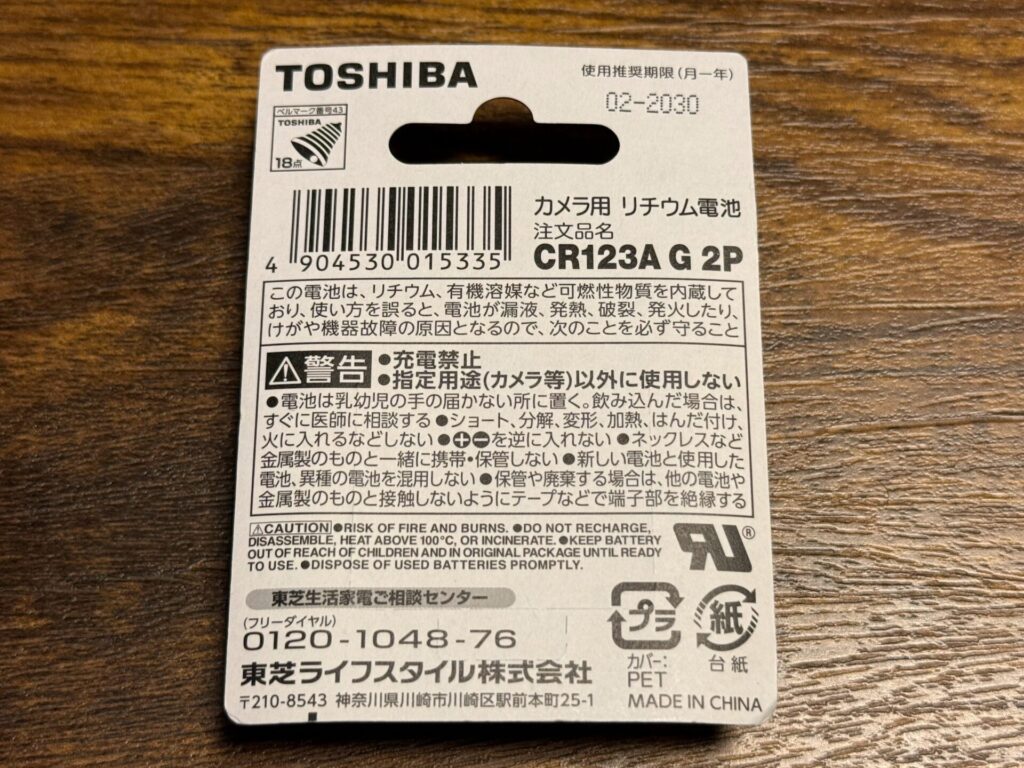 TOSHIBA
使用推奨期限(月ー年)
02-2030
ベルマーク番号43
TOSHIBA
18点
4 904530 015335
カメラ用 リチウム電池
注文品名
CR123A G 2P
この電池は、リチウム、有機溶媒など可燃性物質を内蔵して
おり、使い方を誤ると、電池が漏液、発熱、破裂、発火したり、
けがや機器故障の原因となるので、次のことを必ず守ること
⚠警告 ●充電禁止
●指定用途(カメラ等)以外に使用しない
●電池は乳幼児の手の届かない所に置く。飲み込んだ場合は、
すぐに医師に相談する ●ショート、分解、変形、加熱、はんだ付け、
火に入れるなどしない ●⊕⊖を逆に入れない ●ネックレスなど
金属製のものと一緒に携帯・保管しない ●新しい電池と使用した
電池、異種の電池を混用しない ●保管や廃棄する場合は、他の電池や
金属製のものと接触しないようにテープなどで端子部を絶縁する
⚠CAUTION ●RISK OF FIRE AND BURNS. ●DO NOT RECHARGE,
DISASSEMBLE, HEAT ABOVE 100°C, OR INCINERATE. ●KEEP BATTERY
OUT OF REACH OF CHILDREN AND IN ORIGINAL PACKAGE UNTIL READY
TO USE. ●DISPOSE OF USED BATTERIES PROMPTLY.
RU®
東芝生活家電ご相談センター
(フリーダイヤル)
0120-1048-76
東芝ライフスタイル株式会社
〒210-8543 神奈川県川崎市川崎区駅前本町25-1
プラ
カバー:
PET
紙
台紙
MADE IN CHINA